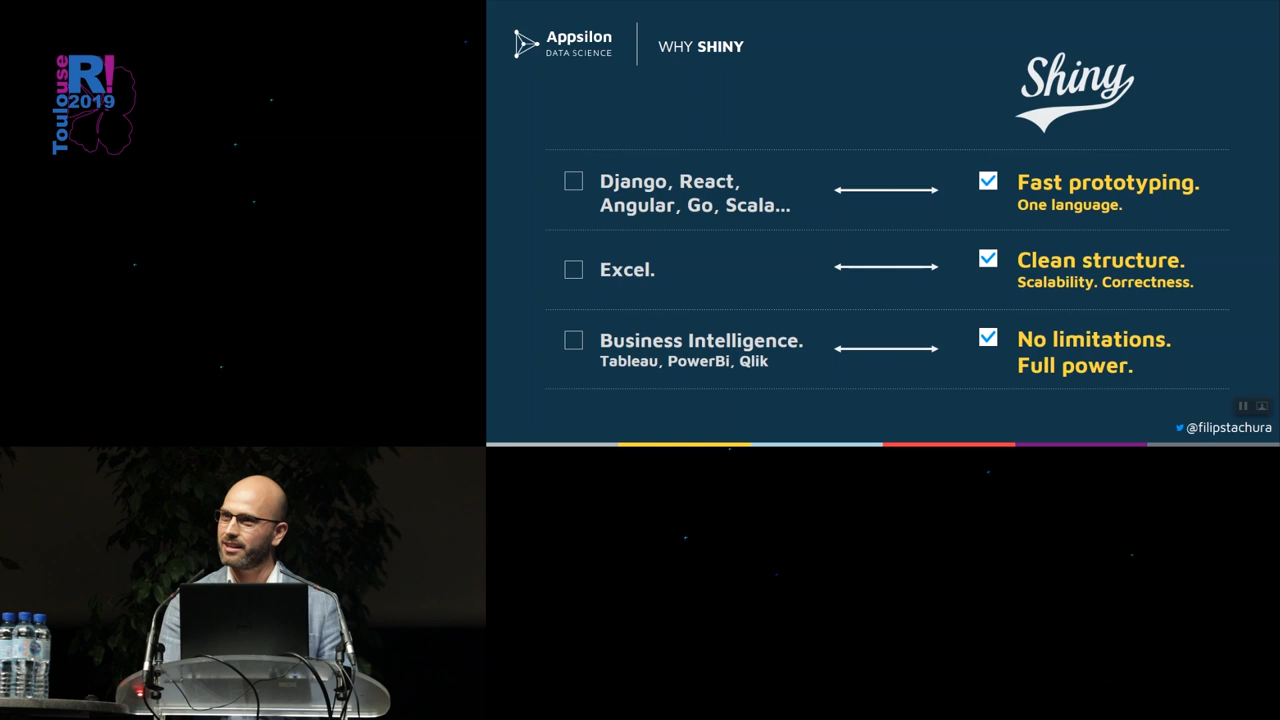 Toulouse
R!
2019
Appsilon
DATA SCIENCE
WHY SHINY
Shiny
Django, React,
Angular, Go, Scala...
Fast prototyping.
One language.
Excel.
Clean structure.
Scalability. Correctness.
Business Intelligence.
Tableau, PowerBi, Qlik
No limitations.
Full power.
@filipstachura